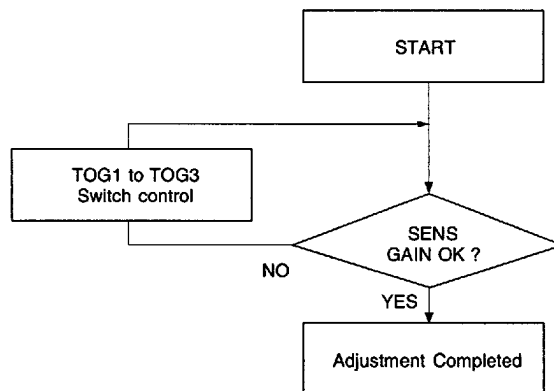 START
TOG1 to TOG3
Switch control
SENS
GAIN OK ?
NO
YES
Adjustment Completed